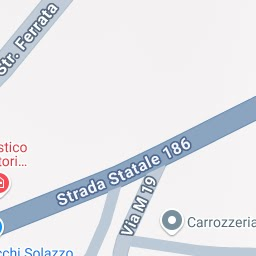 Str. Ferrata
stico
tori...
Strada Statale 186
Via M 19
Carrozzeria
cchi Solazzo